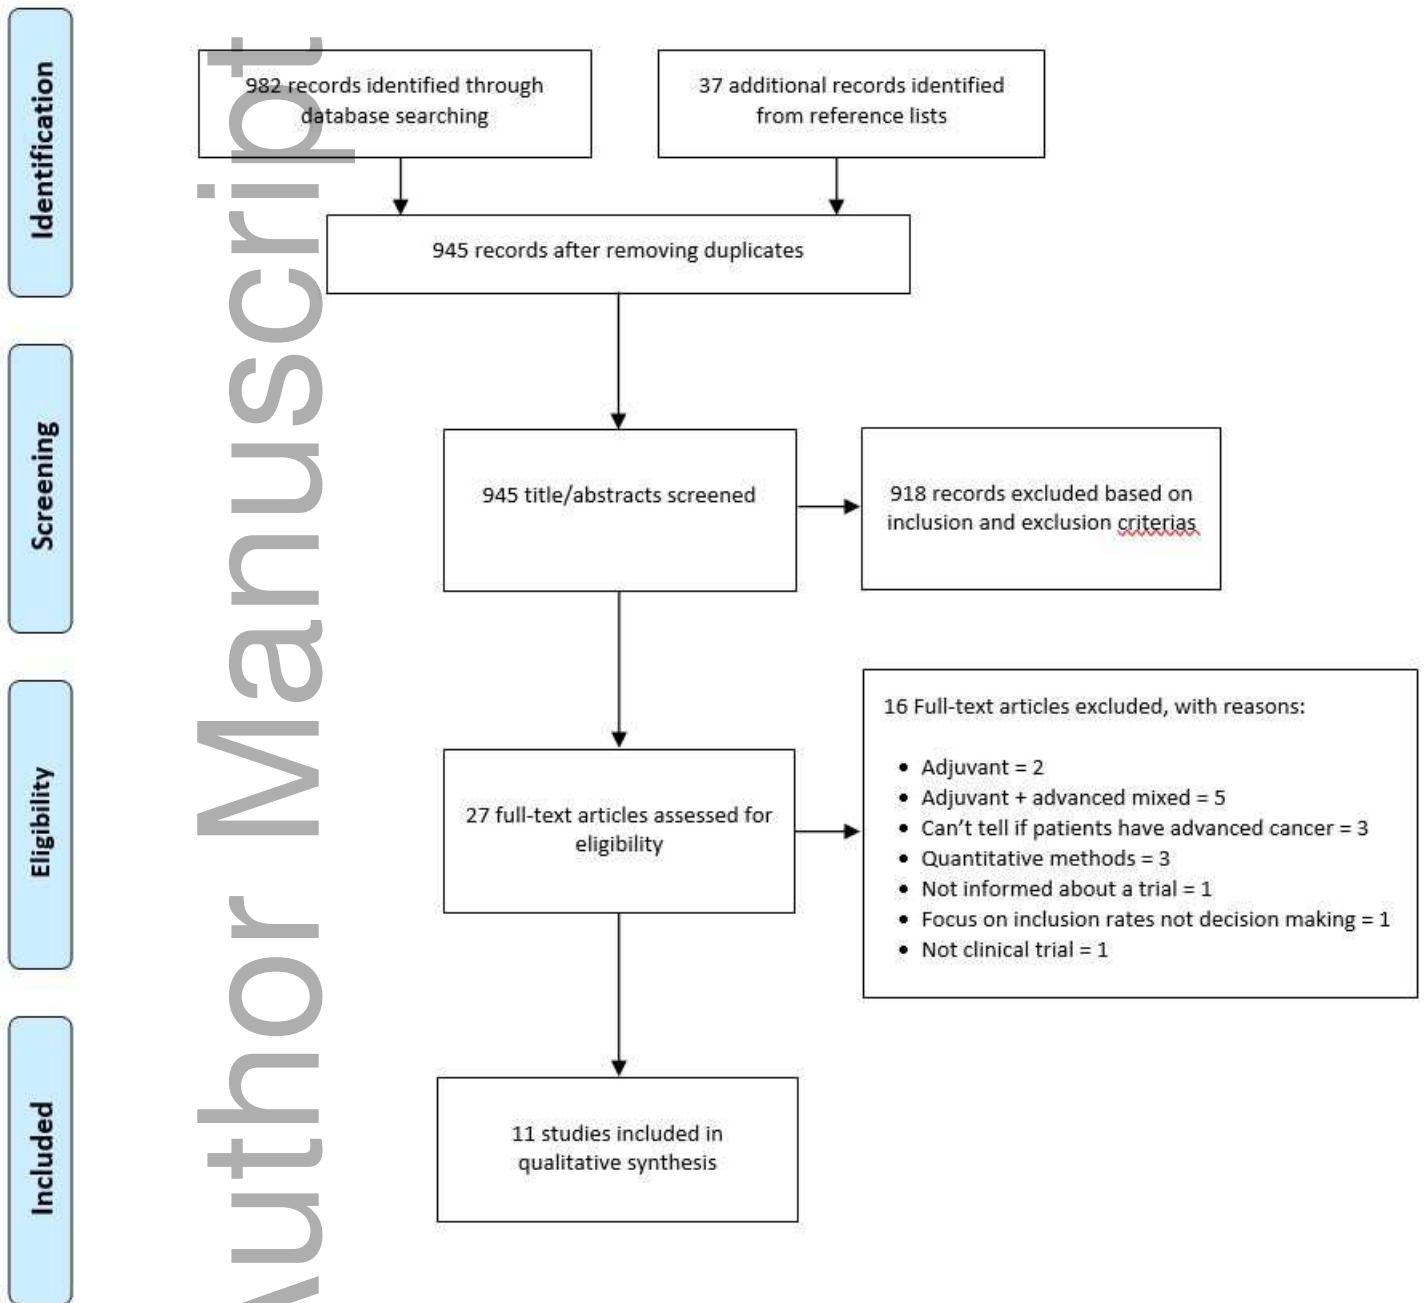 Identification
982 records identified through
database searching
37 additional records identified
from reference lists
945 records after removing duplicates
Screening
945 title/abstracts screened
918 records excluded based on
inclusion and exclusion criterias
Eligibility
27 full-text articles assessed for
eligibility
16 Full-text articles excluded, with reasons:
• Adjuvant = 2
• Adjuvant + advanced mixed = 5
• Can't tell if patients have advanced cancer = 3
• Quantitative methods = 3
• Not informed about a trial = 1
• Focus on inclusion rates not decision making = 1
• Not clinical trial = 1
Included
11 studies included in
qualitative synthesis
Author Manuscript